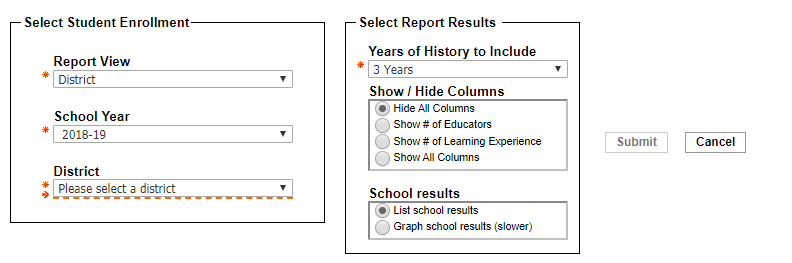 Select Student Enrollment
Report View
* District
School Year
* 2018-19
District
* Please select a district
Select Report Results
Years of History to Include
* 3 Years
Show / Hide Columns
Hide All Columns
Show # of Educators
Show # of Learning Experience
Show All Columns
School results
List school results
Graph school results (slower)
Submit
Cancel